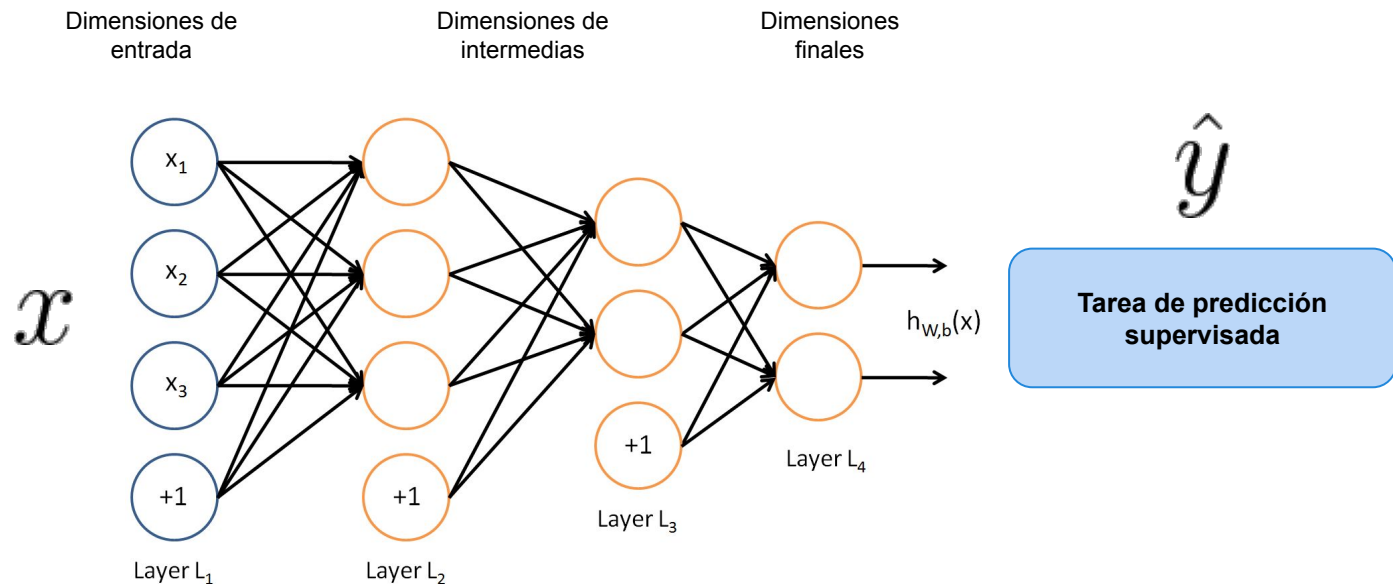 Dimensiones de
entrada
Dimensiones de
intermedias
Dimensiones
finales
x
x₁
x₂
x₃
+1
Layer L₁
+1
Layer L₂
+1
Layer L₃
Layer L₄
h_{W,b}(x)
ŷ
Tarea de predicción
supervisada